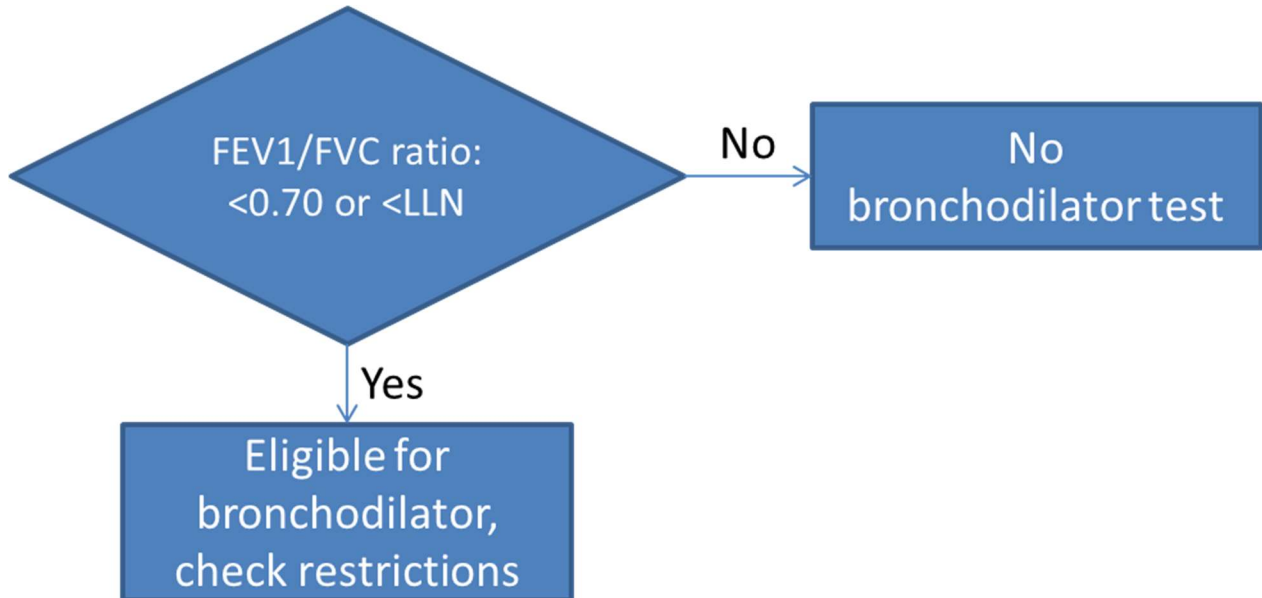 FEV1/FVC ratio:
<0.70 or <LLN
No
No
bronchodilator test
Yes
Eligible for
bronchodilator,
check restrictions